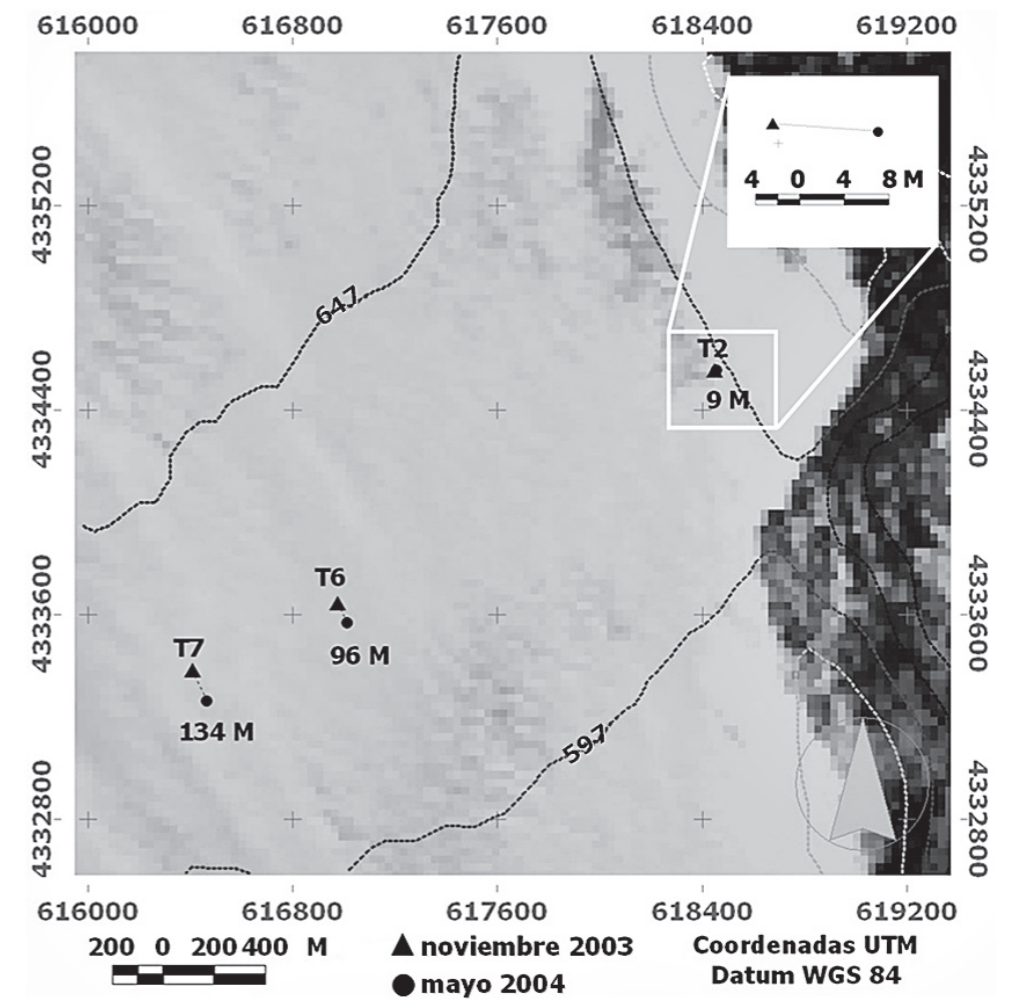 616000 616800 617600 618400 619200
4335200
4334400
4333600
4332800
4 0 4 8 M
647
T2
9 M
T6
96 M
T7
134 M
597
4335200
4334400
4333600
4332800
616000 616800 617600 618400 619200
200 0 200 400 M
noviembre 2003
mayo 2004
Coordenadas UTM
Datum WGS 84